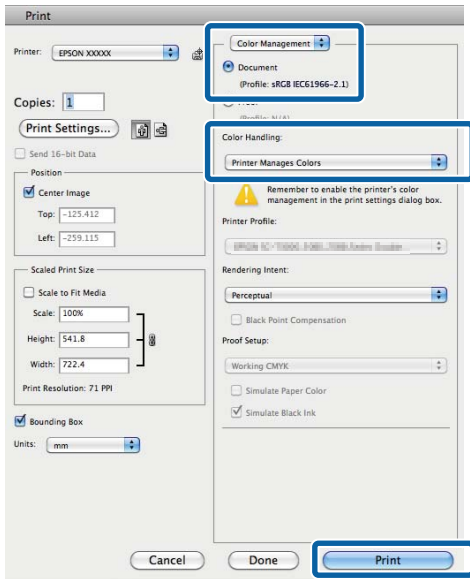 Print
Printer: EPSON XXXXX
Copies: 1
Print Settings...
Send 16-bit Data
Position
Center Image
Top: -125.412
Left: -259.115
Scaled Print Size
Scale to Fit Media
Scale: 100%
Height: 541.8
Width: 722.4
Print Resolution: 71 PPI
Bounding Box
Units: mm
Color Management
Document
(Profile: sRGB IEC61966-2.1)
Color Handling:
Printer Manages Colors
Remember to enable the printer's color
management in the print settings dialog box.
Printer Profile:
Rendering Intent:
Perceptual
Black Point Compensation
Proof Setup:
Working CMYK
Simulate Paper Color
Simulate Black Ink
Cancel
Done
Print